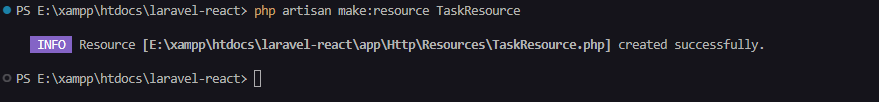 PS E:\xampp\htdocs\laravel-react> php artisan make:resource TaskResource
INFO Resource [E:\xampp\htdocs\laravel-react\app\Http\Resources\TaskResource.php] created successfully.
PS E:\xampp\htdocs\laravel-react>